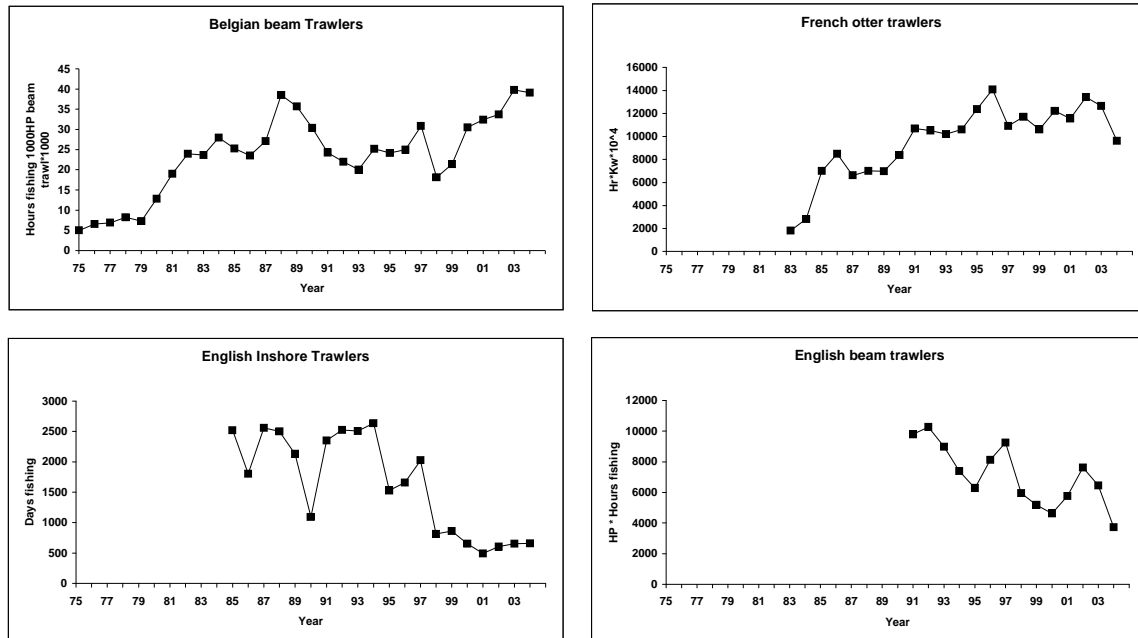 Belgian beam Trawlers
Hours fishing 1000HP beam
trawl*1000
45
40
35
30
25
20
15
10
5
0
75 77 79 81 83 85 87 89 91 93 95 97 99 01 03
Year
French otter trawlers
Hr*Kw*10^4
16000
14000
12000
10000
8000
6000
4000
2000
0
75 77 79 81 83 85 87 89 91 93 95 97 99 01 03
Year
English Inshore Trawlers
Days fishing
3000
2500
2000
1500
1000
500
0
75 77 79 81 83 85 87 89 91 93 95 97 99 01 03
Year
English beam trawlers
HP * Hours fishing
12000
10000
8000
6000
4000
2000
0
75 77 79 81 83 85 87 89 91 93 95 97 99 01 03
Year